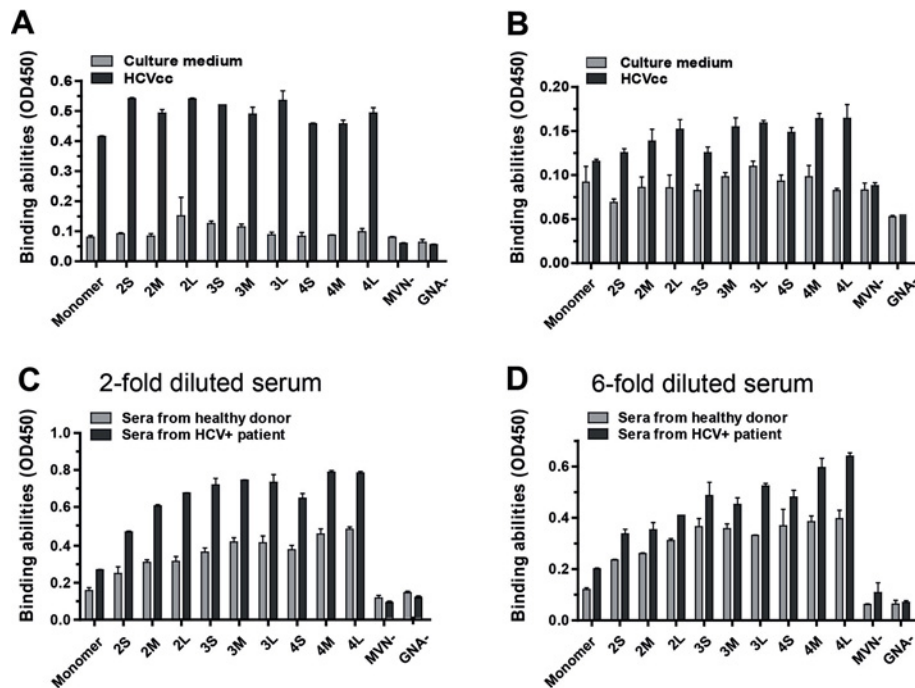 A
Culture medium
HCVcc
Binding abilities (OD450)
0.6
0.5
0.4
0.3
0.2
0.1
0.0
Monomer 2S 2M 2L 3S 3M 3L 4S 4M 4L MVN- GNA-
B
Culture medium
HCVcc
Binding abilities (OD450)
0.20
0.15
0.10
0.05
0.00
Monomer 2S 2M 2L 3S 3M 3L 4S 4M 4L MVN- GNA-
C 2-fold diluted serum
Sera from healthy donor
Sera from HCV+ patient
Binding abilities (OD450)
1.0
0.8
0.6
0.4
0.2
0.0
Monomer 2S 2M 2L 3S 3M 3L 4S 4M 4L MVN- GNA-
D 6-fold diluted serum
Sera from healthy donor
Sera from HCV+ patient
Binding abilities (OD450)
0.6
0.4
0.2
0.0
Monomer 2S 2M 2L 3S 3M 3L 4S 4M 4L MVN- GNA-